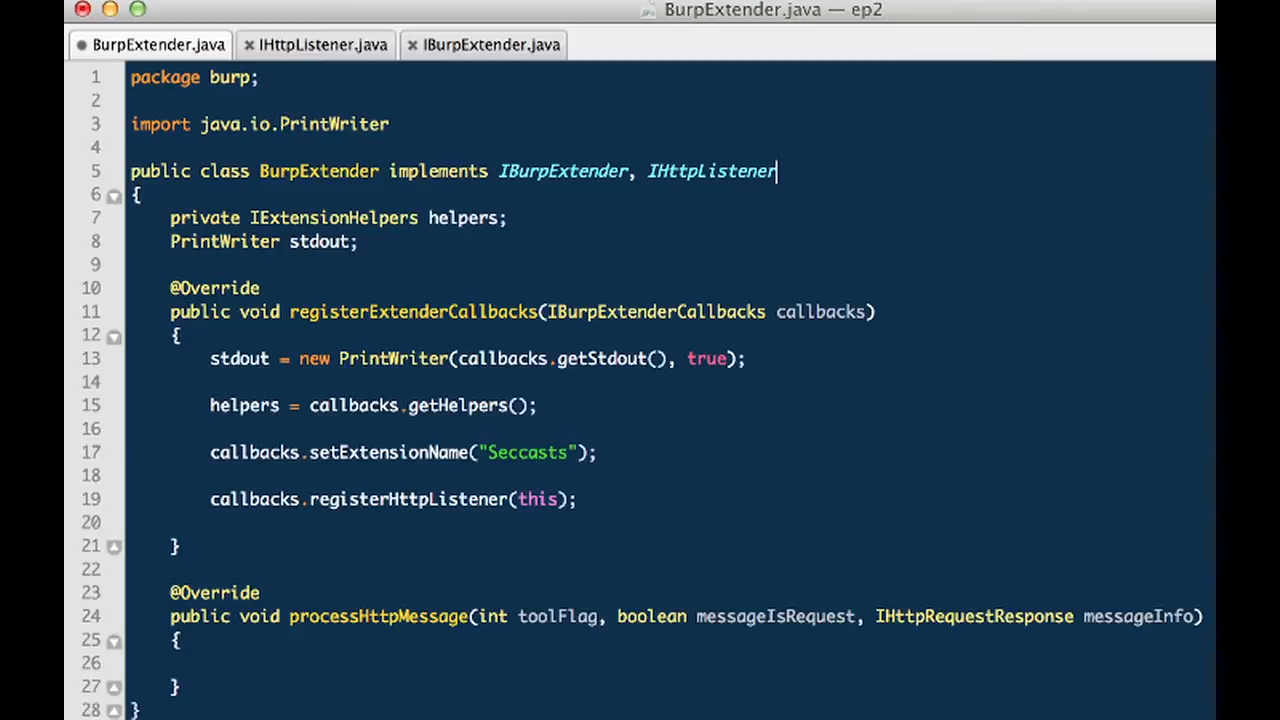 BurpExtender.java — ep2
BurpExtender.java IHttpListener.java IBurpExtender.java
1 package burp;
2
3 import java.io.PrintWriter
4
5 public class BurpExtender implements IBurpExtender, IHttpListener
6 {
7 private IExtensionHelpers helpers;
8 PrintWriter stdout;
9
10 @Override
11 public void registerExtenderCallbacks(IBurpExtenderCallbacks callbacks)
12 {
13 stdout = new PrintWriter(callbacks.getStdout(), true);
14
15 helpers = callbacks.getHelpers();
16
17 callbacks.setExtensionName("Seccasts");
18
19 callbacks.registerHttpListener(this);
20
21 }
22
23 @Override
24 public void processHttpMessage(int toolFlag, boolean messageIsRequest, IHttpRequestResponse messageInfo)
25 {
26
27 }
28 }